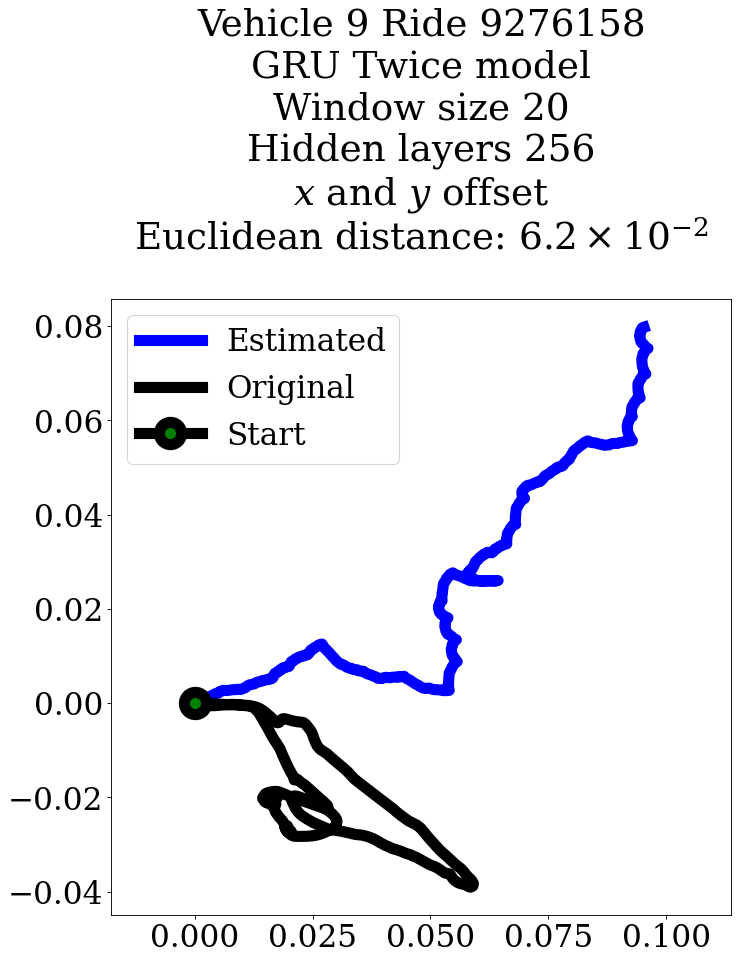 Vehicle 9 Ride 9276158
GRU Twice model
Window size 20
Hidden layers 256
x and y offset
Euclidean distance: 6.2 × 10⁻²
0.08
0.06
0.04
0.02
0.00
−0.02
−0.04
Estimated
Original
Start
0.000 0.025 0.050 0.075 0.100